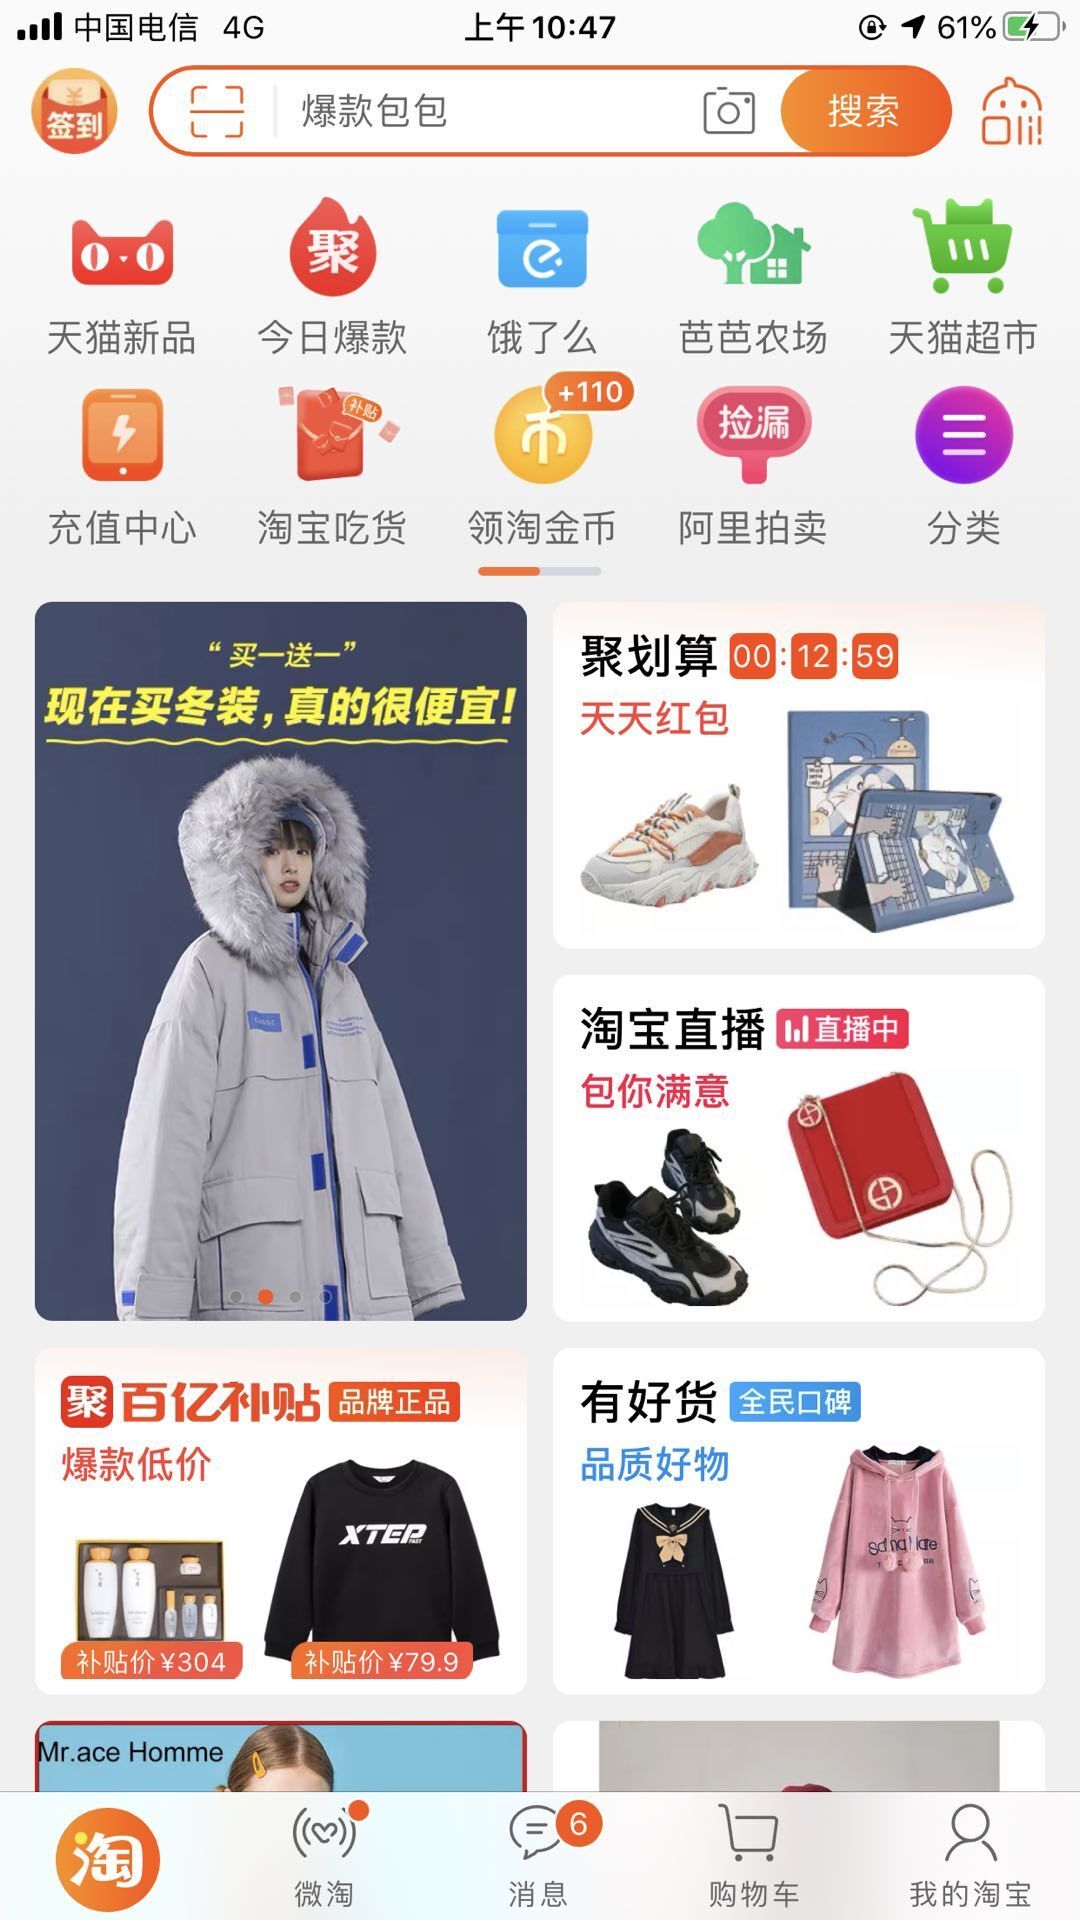 中国电信 4G 上午10:47 61%
签到 爆款包包 搜索
天猫新品 今日爆款 饿了么 芭芭农场 天猫超市
聚
补贴 +110 捡漏
充值中心 淘宝吃货 领淘金币 阿里拍卖 分类
“买一送一”
现在买冬装,真的很便宜!
CLASSIC
聚划算 00:12:59
天天红包
淘宝直播 直播中
包你满意
聚 百亿补贴 品牌正品
爆款低价
XTEP
补贴价¥304 补贴价¥79.9
有好货 全民口碑
品质好物
Mr.ace Homme
淘 微淘 消息 6 购物车 我的淘宝